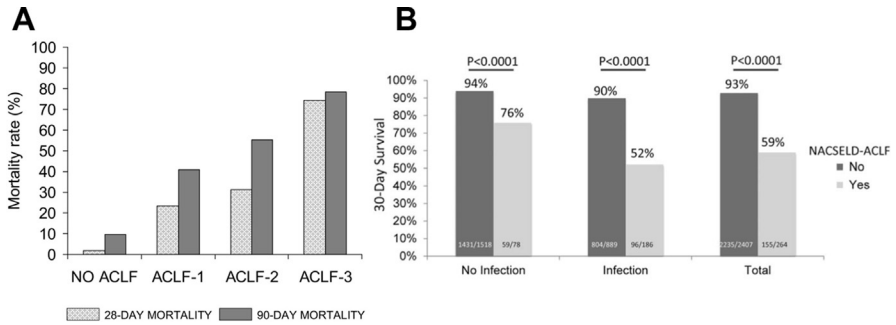 A
Mortality rate (%)
100
90
80
70
60
50
40
30
20
10
0
NO ACLF
ACLF-1
ACLF-2
ACLF-3
28-DAY MORTALITY
90-DAY MORTALITY
B
30-Day Survival
100%
90%
80%
70%
60%
50%
40%
30%
20%
10%
0%
P<0.0001
P<0.0001
P<0.0001
94%
76%
90%
52%
93%
59%
1431/1518
59/78
804/889
96/186
2235/2407
155/264
No Infection
Infection
Total
NACSELD-ACLF
No
Yes